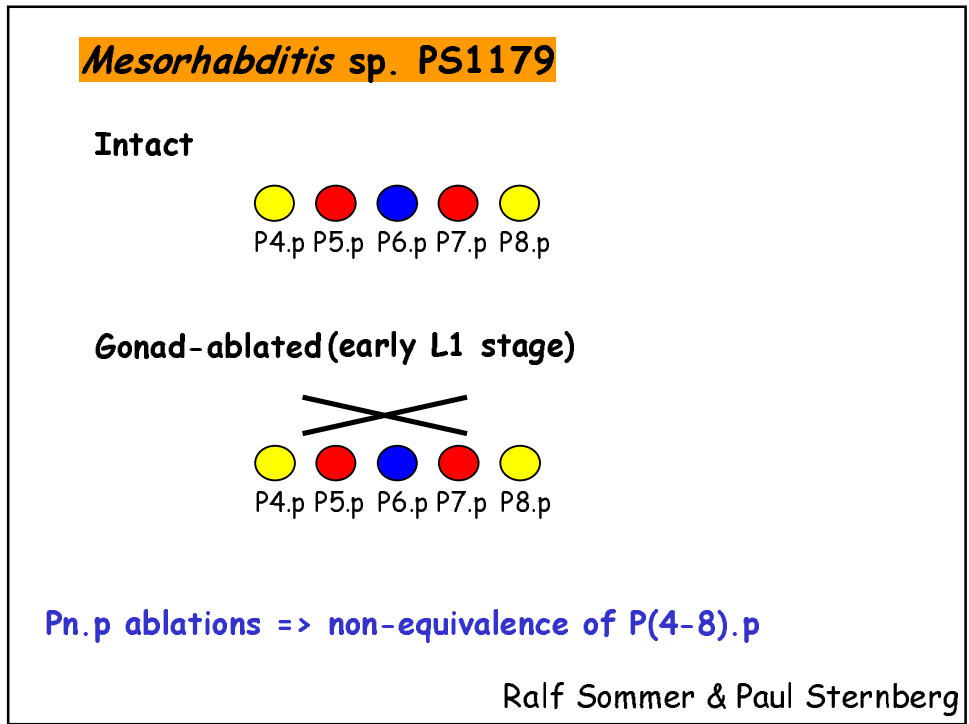 Mesorhabditis sp. PS1179
Intact
P4.p P5.p P6.p P7.p P8.p
Gonad-ablated (early L1 stage)
P4.p P5.p P6.p P7.p P8.p
Pn.p ablations => non-equivalence of P(4-8).p
Ralf Sommer & Paul Sternberg